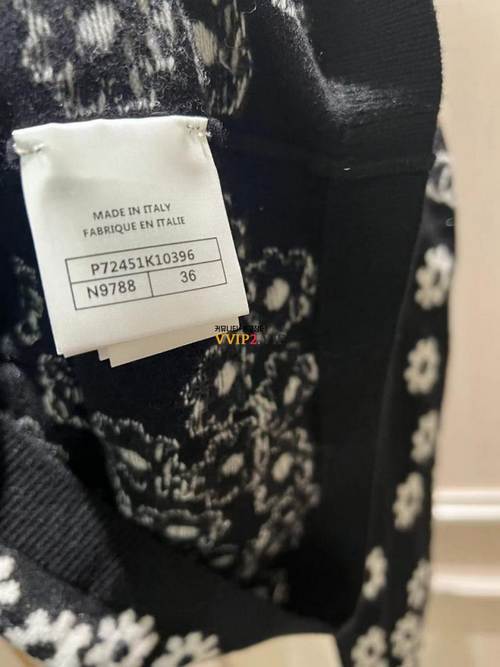 MADE IN ITALY
FABRIQUE EN ITALIE
P72451K10396
N9788 36
VVIP2